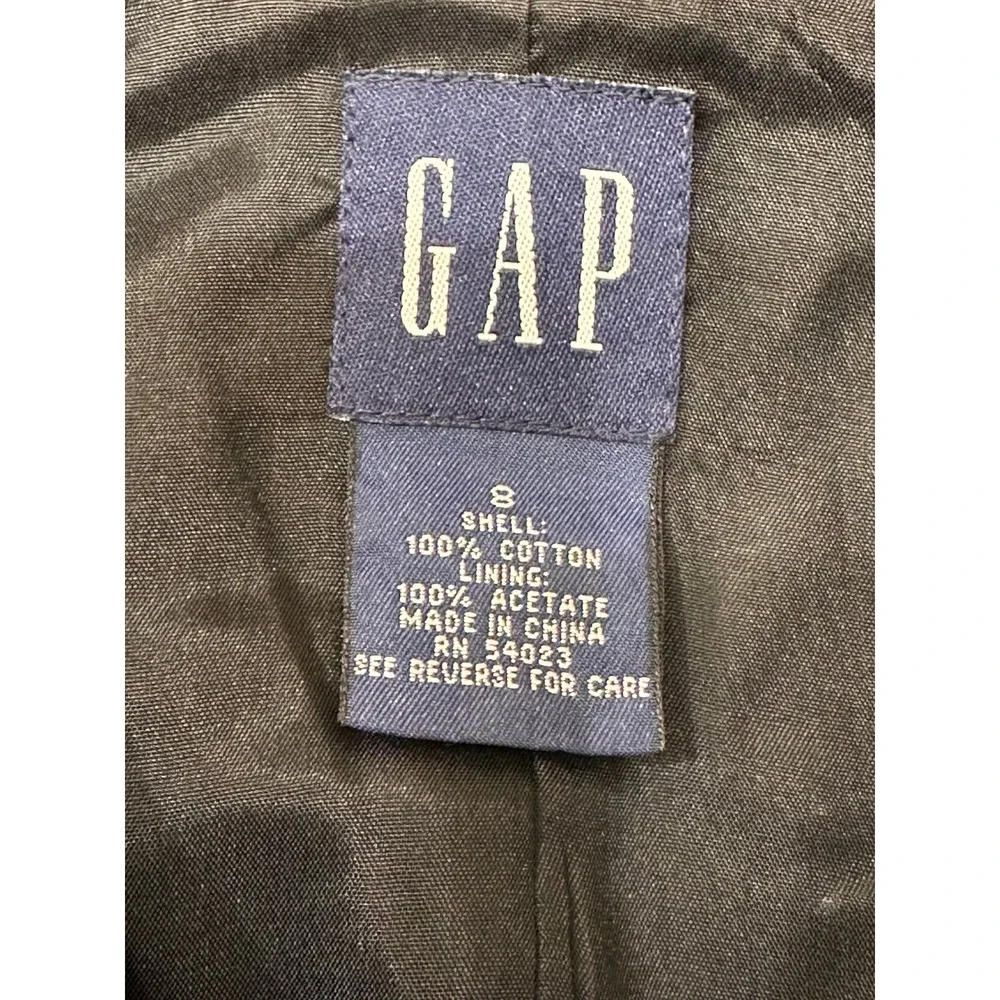 GAP
8
SHELL:
100% COTTON
LINING:
100% ACETATE
MADE IN CHINA
RN 54023
SEE REVERSE FOR CARE